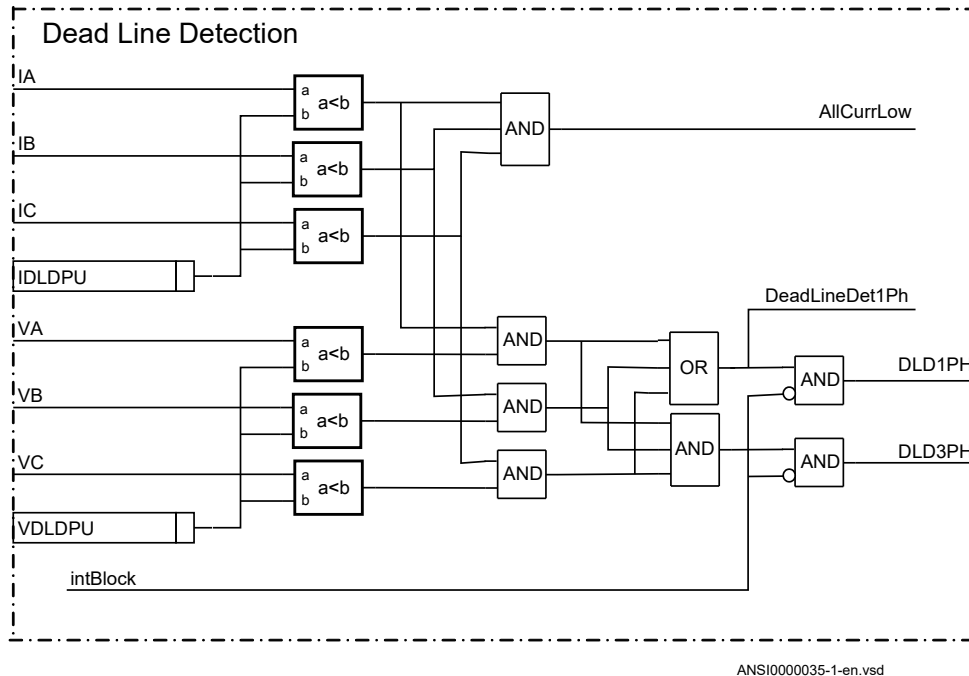 Dead Line Detection
IA
a
b
a<b
AND
AllCurrLow
IB
a
b
a<b
IC
a
b
a<b
IDLDPU
DeadLineDet1Ph
VA
a
b
a<b
AND
OR
AND
DLD1PH
VB
a
b
a<b
AND
AND
AND
DLD3PH
VC
a
b
a<b
AND
VDLDPU
intBlock
ANSI0000035-1-en.vsd